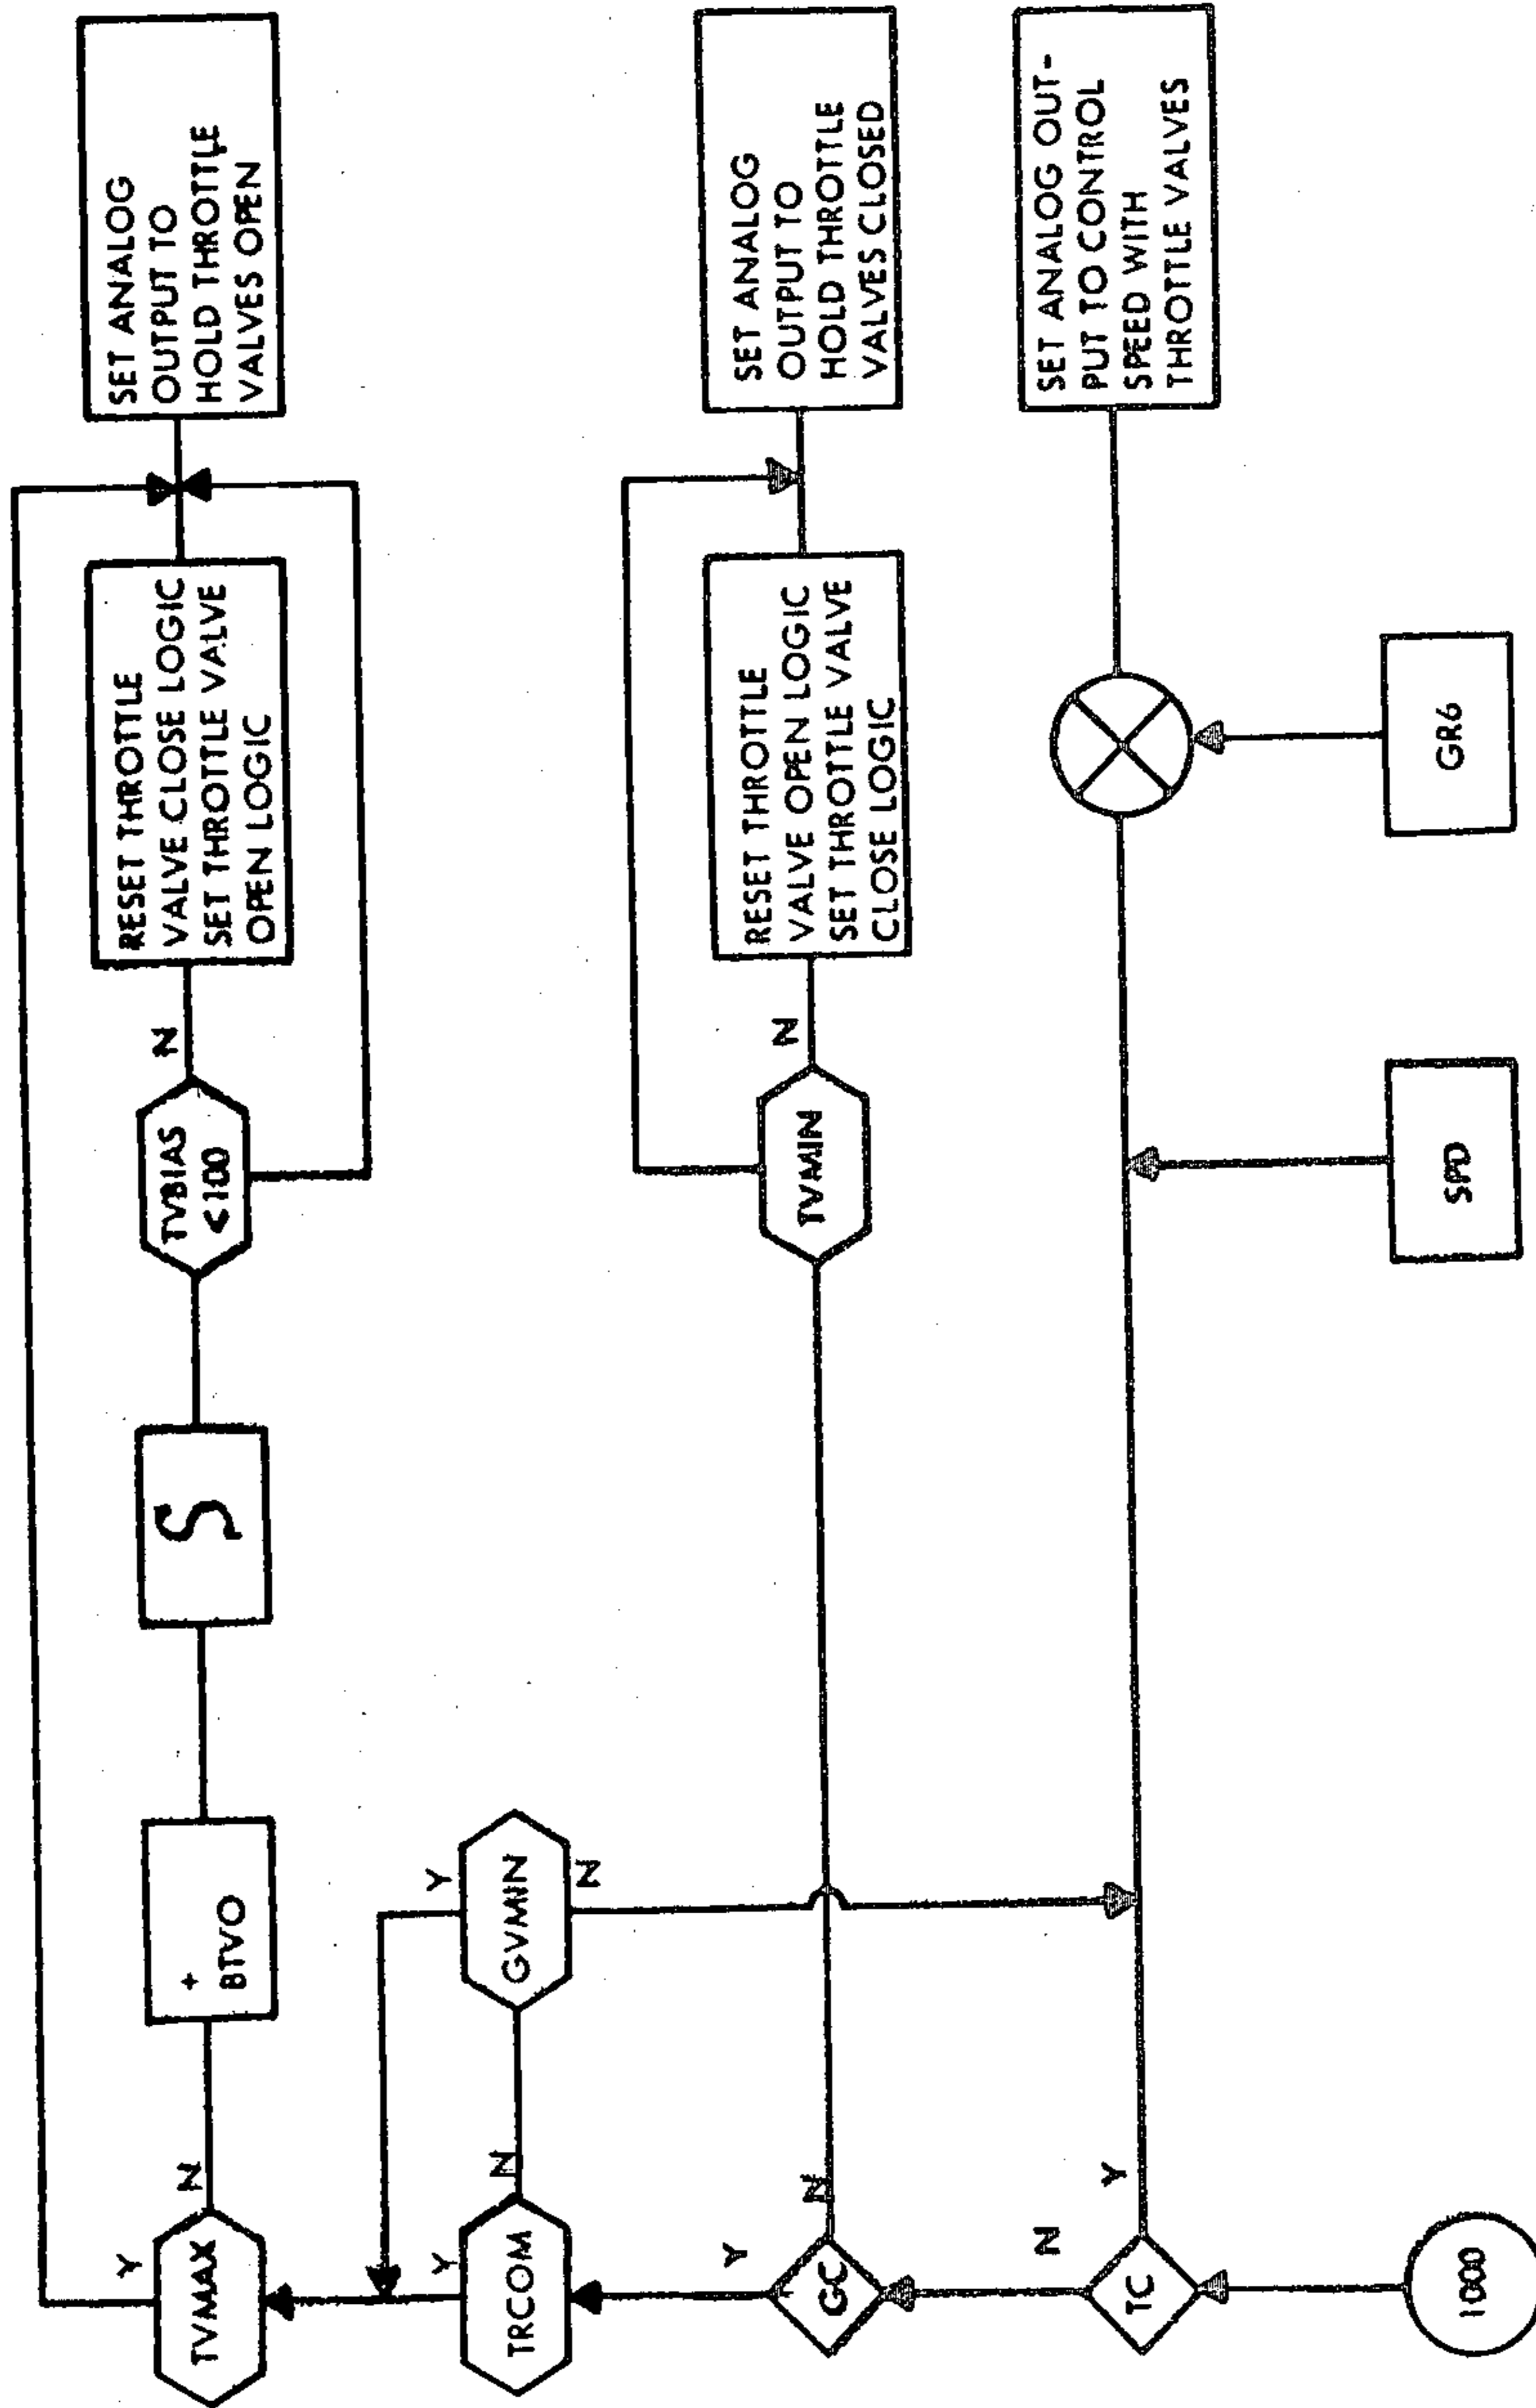 SET ANALOG
OUTPUT TO
HOLD THROTTLE
VALVES OPEN
SET ANALOG
OUTPUT TO
HOLD THROTTLE
VALVES CLOSED
SET ANALOG OUT-
PUT TO CONTROL
SPEED WITH
THROTTLE VALVES
RESET THROTTLE
VALVE CLOSE LOGIC
SET THROTTLE VALVE
OPEN LOGIC
RESET THROTTLE
VALVE OPEN LOGIC
SET THROTTLE VALVE
CLOSE LOGIC
GR6
N
TVBIAS
<100
N
TVMIN
SPD
S
+
BTVO
Y
GVMIN
N
Y
TVMAX
N
Y
TRCOM
N
Y
GC
N
N
TC
Y
1000